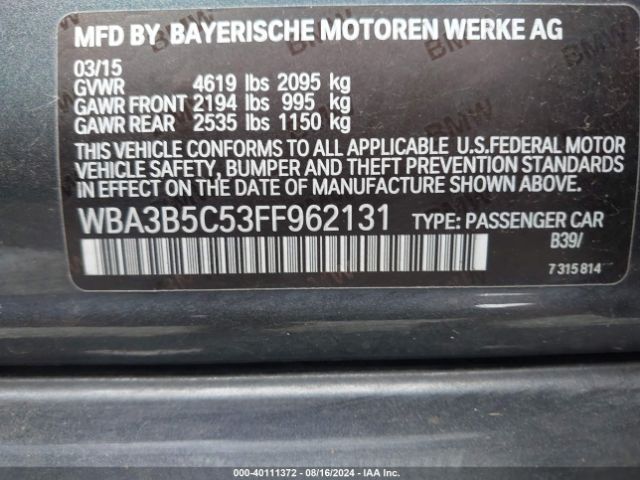 MFD BY BAYERISCHE MOTOREN WERKE AG
03/15
GVWR 4619 lbs 2095 kg
GAWR FRONT 2194 lbs 995 kg
GAWR REAR 2535 lbs 1150 kg
THIS VEHICLE CONFORMS TO ALL APPLICABLE U.S.FEDERAL MOTOR
VEHICLE SAFETY, BUMPER AND THEFT PREVENTION STANDARDS
IN EFFECT ON THE DATE OF MANUFACTURE SHOWN ABOVE.
WBA3B5C53FF962131 TYPE: PASSENGER CAR
B39/
7315814
000-40111372 | 08/16/2024 | IAA Inc.